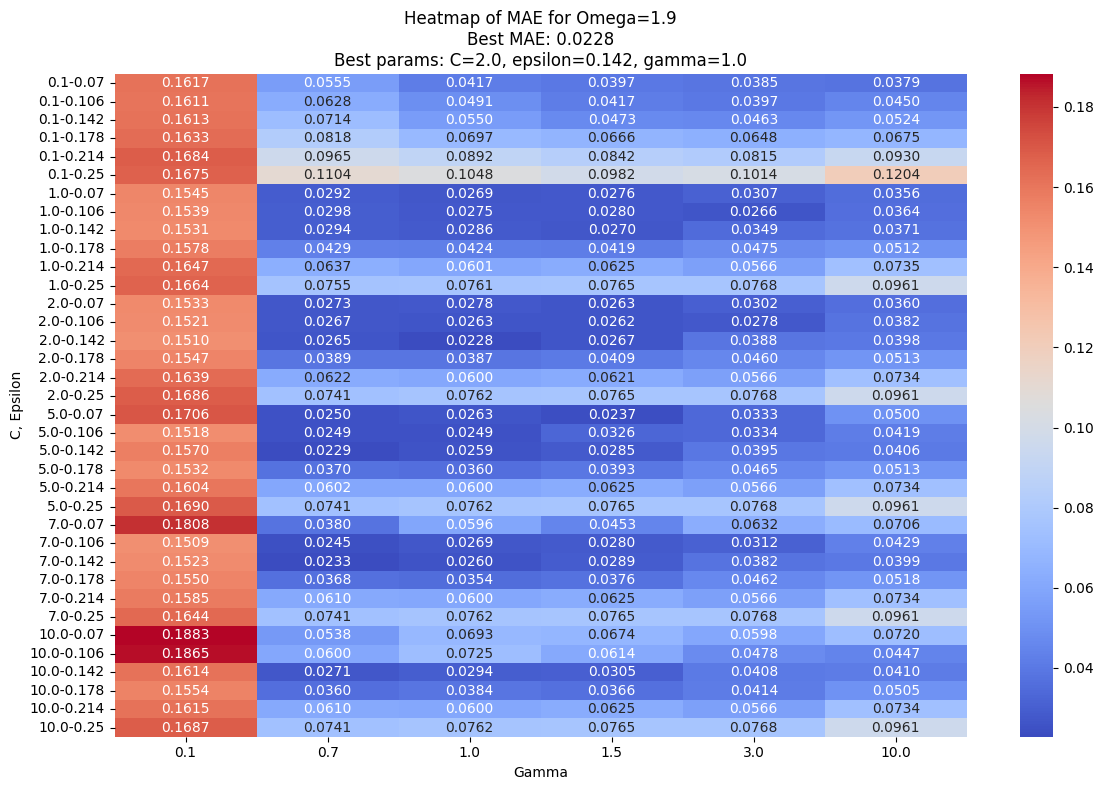 Heatmap of MAE for Omega=1.9
Best MAE: 0.0228
Best params: C=2.0, epsilon=0.142, gamma=1.0
0.1-0.07 0.1617 0.0555 0.0417 0.0397 0.0385 0.0379
0.1-0.106 0.1611 0.0628 0.0491 0.0417 0.0397 0.0450
0.1-0.142 0.1613 0.0714 0.0550 0.0473 0.0463 0.0524
0.1-0.178 0.1633 0.0818 0.0697 0.0666 0.0648 0.0675
0.1-0.214 0.1684 0.0965 0.0892 0.0842 0.0815 0.0930
0.1-0.25 0.1675 0.1104 0.1048 0.0982 0.1014 0.1204
1.0-0.07 0.1545 0.0292 0.0269 0.0276 0.0307 0.0356
1.0-0.106 0.1539 0.0298 0.0275 0.0280 0.0266 0.0364
1.0-0.142 0.1531 0.0294 0.0286 0.0270 0.0349 0.0371
1.0-0.178 0.1578 0.0429 0.0424 0.0419 0.0475 0.0512
1.0-0.214 0.1647 0.0637 0.0601 0.0625 0.0566 0.0735
1.0-0.25 0.1664 0.0755 0.0761 0.0765 0.0768 0.0961
2.0-0.07 0.1533 0.0273 0.0278 0.0263 0.0302 0.0360
2.0-0.106 0.1521 0.0267 0.0263 0.0262 0.0278 0.0382
2.0-0.142 0.1510 0.0265 0.0228 0.0267 0.0388 0.0398
2.0-0.178 0.1547 0.0389 0.0387 0.0409 0.0460 0.0513
2.0-0.214 0.1639 0.0622 0.0600 0.0621 0.0566 0.0734
2.0-0.25 0.1686 0.0741 0.0762 0.0765 0.0768 0.0961
5.0-0.07 0.1706 0.0250 0.0263 0.0237 0.0333 0.0500
5.0-0.106 0.1518 0.0249 0.0249 0.0326 0.0334 0.0419
5.0-0.142 0.1570 0.0229 0.0259 0.0285 0.0395 0.0406
5.0-0.178 0.1532 0.0370 0.0360 0.0393 0.0465 0.0513
5.0-0.214 0.1604 0.0602 0.0600 0.0625 0.0566 0.0734
5.0-0.25 0.1690 0.0741 0.0762 0.0765 0.0768 0.0961
7.0-0.07 0.1808 0.0380 0.0596 0.0453 0.0632 0.0706
7.0-0.106 0.1509 0.0245 0.0269 0.0280 0.0312 0.0429
7.0-0.142 0.1523 0.0233 0.0260 0.0289 0.0382 0.0399
7.0-0.178 0.1550 0.0368 0.0354 0.0376 0.0462 0.0518
7.0-0.214 0.1585 0.0610 0.0600 0.0625 0.0566 0.0734
7.0-0.25 0.1644 0.0741 0.0762 0.0765 0.0768 0.0961
10.0-0.07 0.1883 0.0538 0.0693 0.0674 0.0598 0.0720
10.0-0.106 0.1865 0.0600 0.0725 0.0614 0.0478 0.0447
10.0-0.142 0.1614 0.0271 0.0294 0.0305 0.0408 0.0410
10.0-0.178 0.1554 0.0360 0.0384 0.0366 0.0414 0.0505
10.0-0.214 0.1615 0.0610 0.0600 0.0625 0.0566 0.0734
10.0-0.25 0.1687 0.0741 0.0762 0.0765 0.0768 0.0961
0.1 0.7 1.0 1.5 3.0 10.0
Gamma
C, Epsilon
0.18
0.16
0.14
0.12
0.10
0.08
0.06
0.04